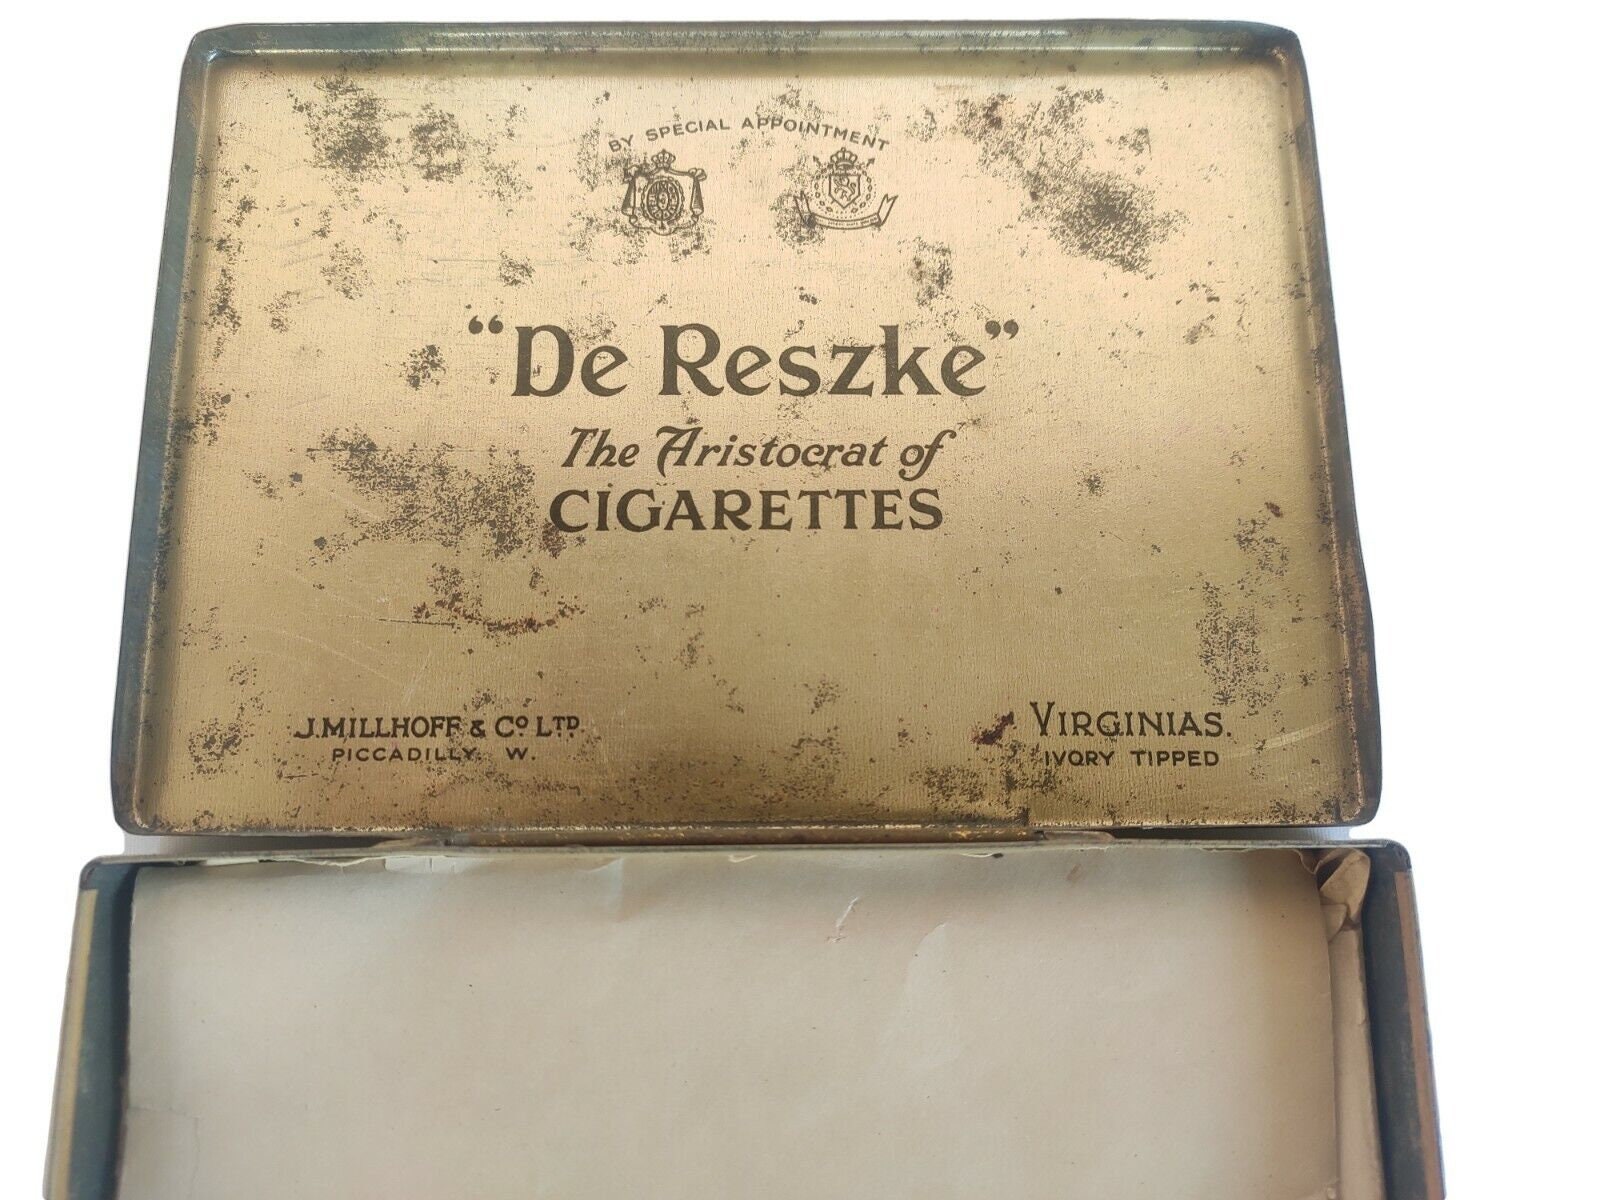 BY SPECIAL APPOINTMENT
“De Reszke”
The Aristocrat of
CIGARETTES
J. MILLHOFF & Cº LTD
PICCADILLY. W.
VIRGINIAS.
IVORY TIPPED